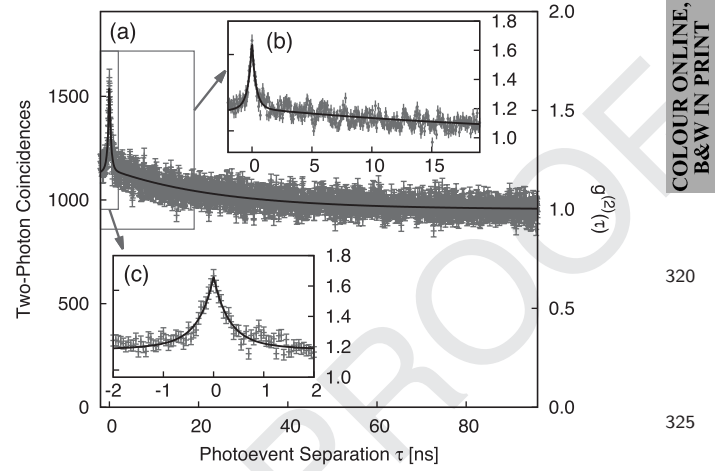 (a)
(b)
(c)
1.8
1.6
1.4
1.2
1.0
0 5 10 15
2.0
1.5
1.0
0.5
0.0
g(2)(τ)
1500
1000
500
0
Two-Photon Coincidences
1.8
1.6
1.4
1.2
1.0
-2 -1 0 1 2
0 20 40 60 80
Photoevent Separation τ [ns]
COLOUR ONLINE,
B&W IN PRINT
320
325
PROOF